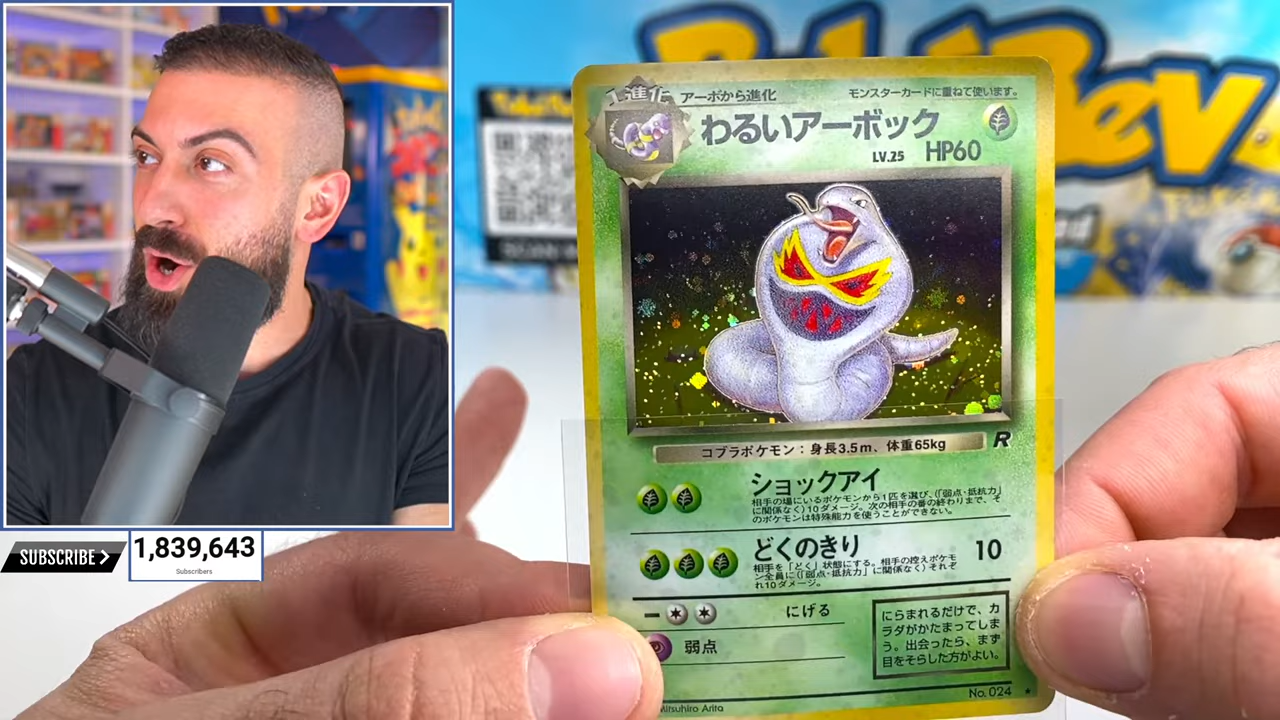 PokeRev
1進化
アーボから進化
モンスターカードに重ねて使います。
わるいアーボック
LV.25 HP60
コブラポケモン：身長3.5m、体重65kg
R
ショックアイ
相手の場にいるポケモンから1匹を選び、（「弱点・抵抗力」
に関係なく）10ダメージ。次の相手の番の終わりまで、そ
のポケモンは特殊能力を使うことができない。
どくのきり 10
相手を「どく」状態にする。相手の控えポケモ
ン全員に（「弱点・抵抗力」に関係なく）それぞ
れ10ダメージ。
にげる
弱点
にらまれるだけで、カ
ラダがかたまってしま
う。出会ったら、まず
目をそらした方がよい。
No.024
Mitsuhiro Arita
SUBSCRIBE >
1,839,643
Subscribers